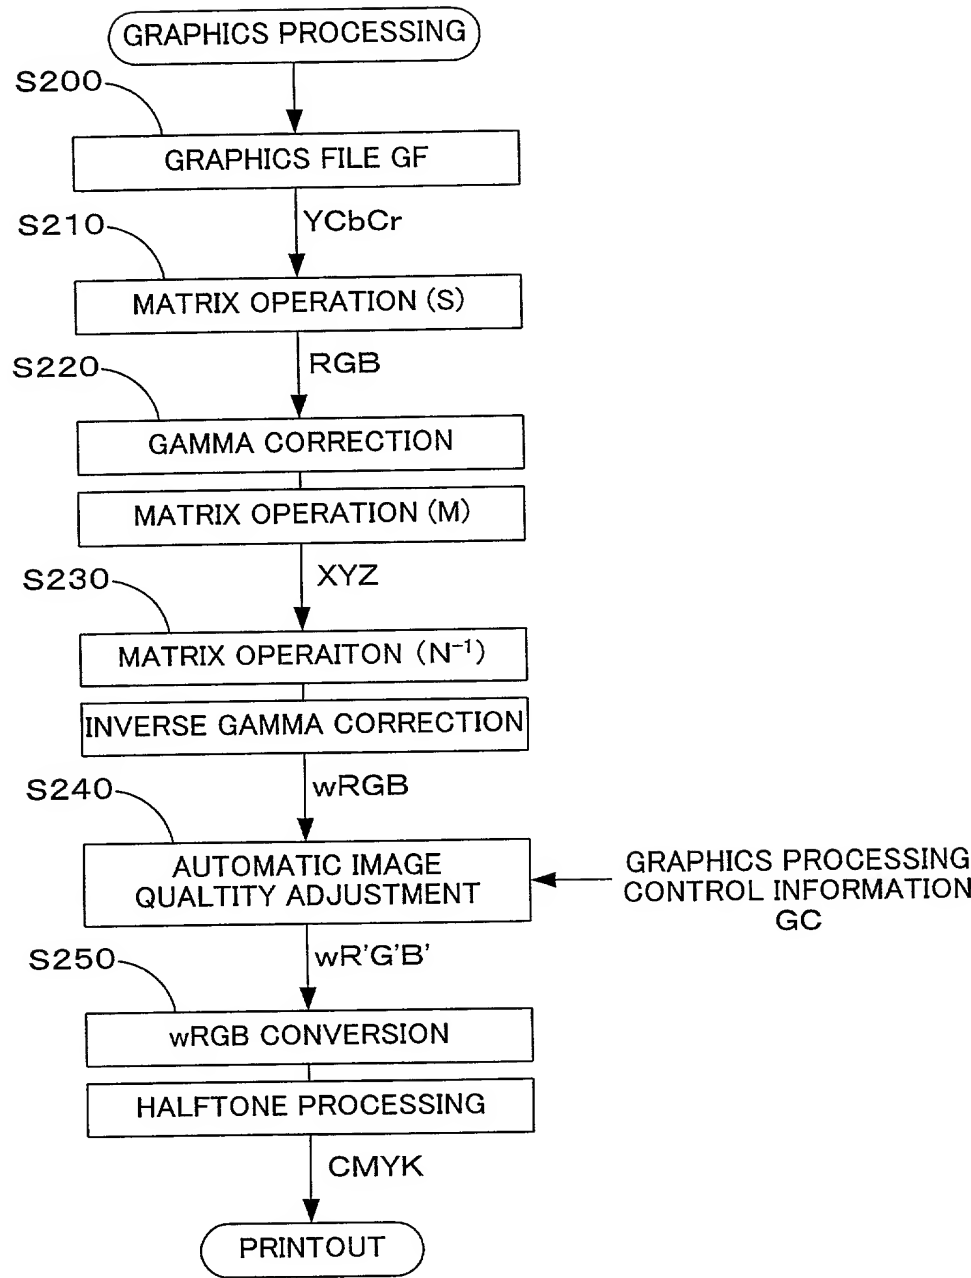 GRAPHICS PROCESSING
S200
GRAPHICS FILE GF
YCbCr
S210
MATRIX OPERATION (S)
RGB
S220
GAMMA CORRECTION
MATRIX OPERATION (M)
XYZ
S230
MATRIX OPERAITON (N⁻¹)
INVERSE GAMMA CORRECTION
wRGB
S240
AUTOMATIC IMAGE
QUALTITY ADJUSTMENT
GRAPHICS PROCESSING
CONTROL INFORMATION
GC
wR'G'B'
S250
wRGB CONVERSION
HALFTONE PROCESSING
CMYK
PRINTOUT